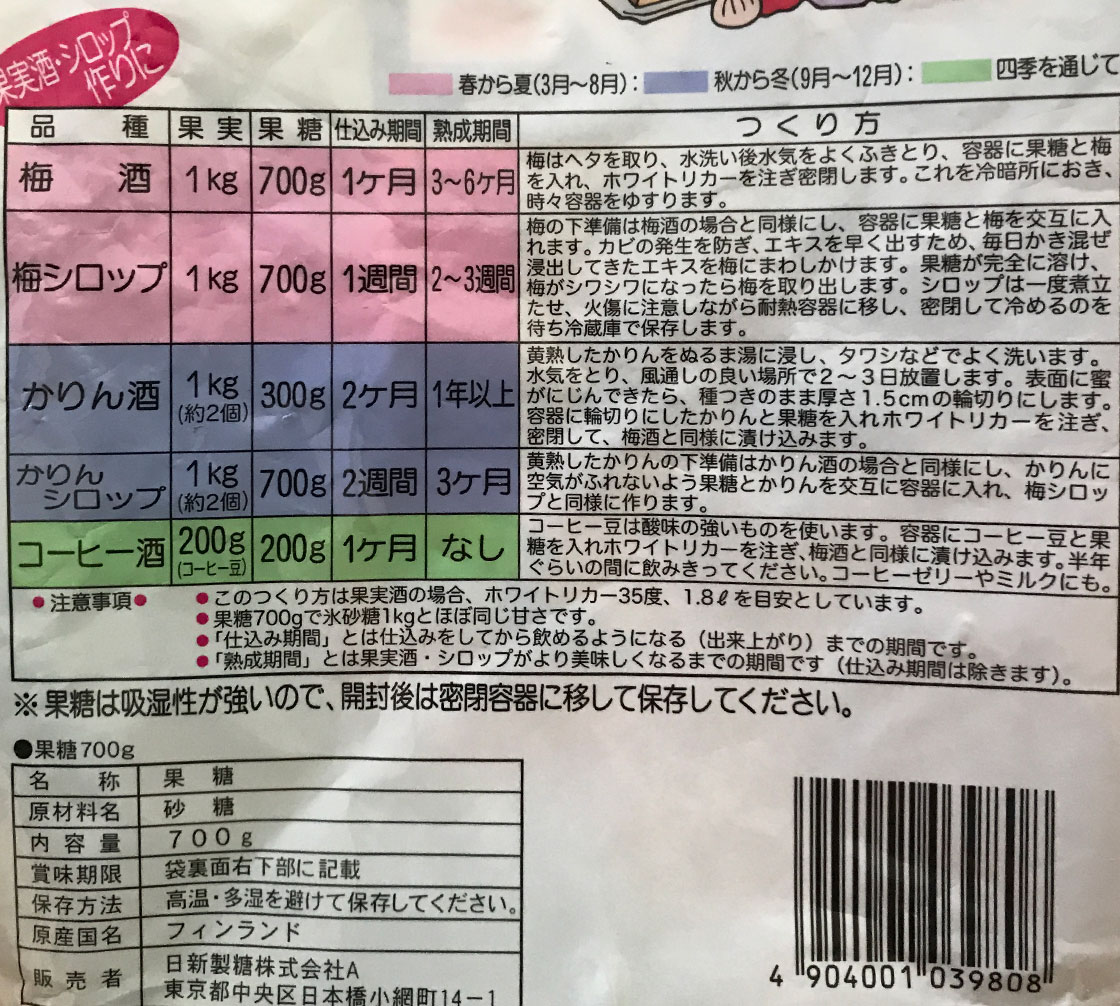 果実酒・シロップ
作りに
春から夏(3月〜8月): 秋から冬(9月〜12月): 四季を通じて
品種 果実 果糖 仕込み期間 熟成期間 つくり方
梅酒 1kg 700g 1ケ月 3〜6ケ月
梅はヘタを取り、水洗い後水気をよくふきとり、容器に果糖と梅
を入れ、ホワイトリカーを注ぎ密閉します。これを冷暗所におき、
時々容器をゆすります。
梅シロップ 1kg 700g 1週間 2〜3週間
梅の下準備は梅酒の場合と同様にし、容器に果糖と梅を交互に入
れます。カビの発生を防ぎ、エキスを早く出すため、毎日かき混ぜ
浸出してきたエキスを梅にまわしかけます。果糖が完全に溶け、
梅がシワシワになったら梅を取り出します。シロップは一度煮立
たせ、火傷に注意しながら耐熱容器に移し、密閉して冷めるのを
待ち冷蔵庫で保存します。
かりん酒 1kg (約2個) 300g 2ケ月 1年以上
黄熟したかりんをぬるま湯に浸し、タワシなどでよく洗います。
水気をとり、風通しの良い場所で2〜3日放置します。表面に蜜
がにじんできたら、種つきのまま厚さ1.5cmの輪切りにします。
容器に輪切りにしたかりんと果糖を入れホワイトリカーを注ぎ、
密閉して、梅酒と同様に漬け込みます。
かりんシロップ 1kg (約2個) 700g 2週間 3ケ月
黄熟したかりんの下準備はかりん酒の場合と同様にし、かりんに
空気がふれないよう果糖とかりんを交互に容器に入れ、梅シロッ
プと同様に作ります。
コーヒー酒 200g (コーヒー豆) 200g 1ケ月 なし
コーヒー豆は酸味の強いものを使います。容器にコーヒー豆と果
糖を入れホワイトリカーを注ぎ、梅酒と同様に漬け込みます。半年
ぐらいの間に飲みきってください。コーヒーゼリーやミルクにも。
●注意事項●
●このつくり方は果実酒の場合、ホワイトリカー35度、1.8ℓを目安としています。
●果糖700gで氷砂糖1kgとほぼ同じ甘さです。
●「仕込み期間」とは仕込みをしてから飲めるようになる（出来上がり）までの期間です。
●「熟成期間」とは果実酒・シロップがより美味しくなるまでの期間です（仕込み期間は除きます）。
※果糖は吸湿性が強いので、開封後は密閉容器に移して保存してください。
●果糖700g
名称 果糖
原材料名 砂糖
内容量 700g
賞味期限 袋裏面右下部に記載
保存方法 高温・多湿を避けて保存してください。
原産国名 フィンランド
販売者 日新製糖株式会社A
東京都中央区日本橋小網町14−1
4 904001 039808